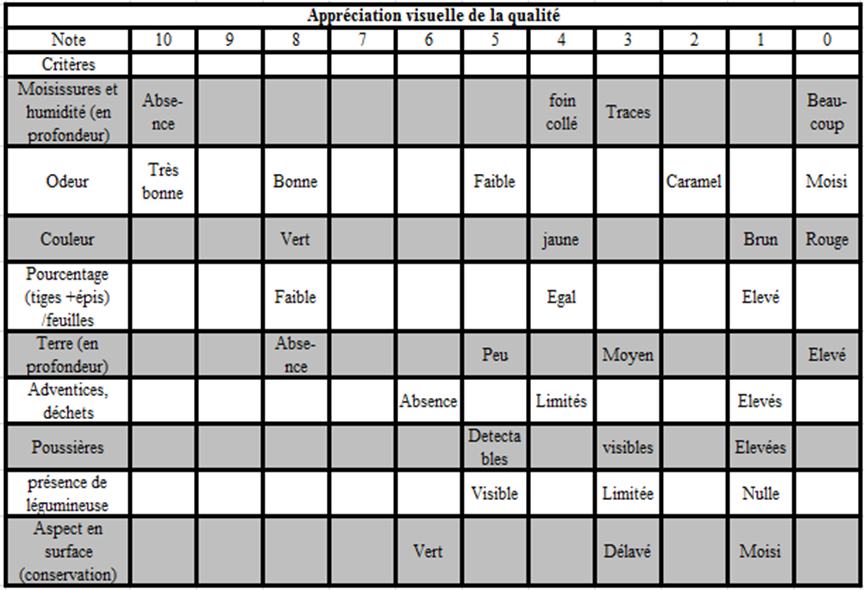 Appréciation visuelle de la qualité
Note 10 9 8 7 6 5 4 3 2 1 0
Critères
Moisissures et
humidité (en
profondeur)
Abse-
nce
foin
collé
Traces
Beau-
coup
Odeur
Très
bonne
Bonne
Faible
Caramel
Moisi
Couleur
Vert
jaune
Brun
Rouge
Pourcentage
(tiges +épis)
/feuilles
Faible
Egal
Elevé
Terre (en
profondeur)
Abse-
nce
Peu
Moyen
Elevé
Adventices,
déchets
Absence
Limités
Elevés
Poussières
Detecta
bles
visibles
Elevées
présence de
légumineuse
Visible
Limitée
Nulle
Aspect en
surface
(conservation)
Vert
Délavé
Moisi